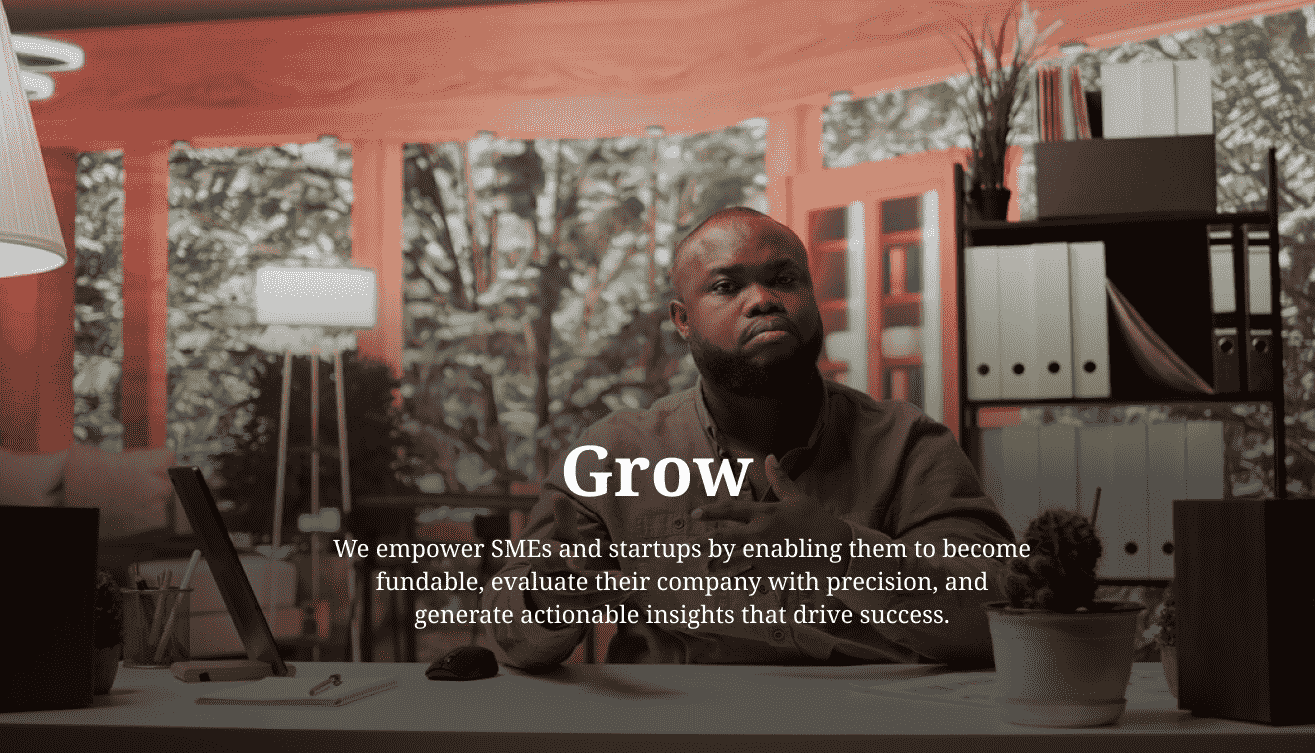 Grow
We empower SMEs and startups by enabling them to become
fundable, evaluate their company with precision, and
generate actionable insights that drive success.